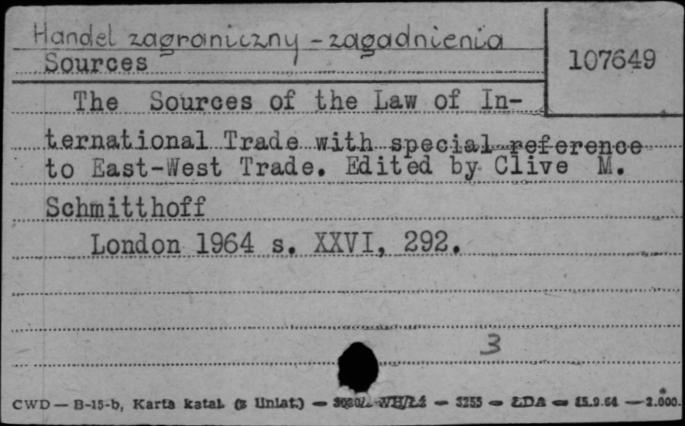 Handel zagraniczny - zagadnienia
Sources
107649
The Sources of the Law of In-
ternational Trade with special reference
to East-West Trade. Edited by Clive M.
Schmitthoff
London 1964 s. XXVI, 292.
3
CWD — B-15-b, Karta katal. — 3255 — ŁDA — 15.9.64 — 2.000.